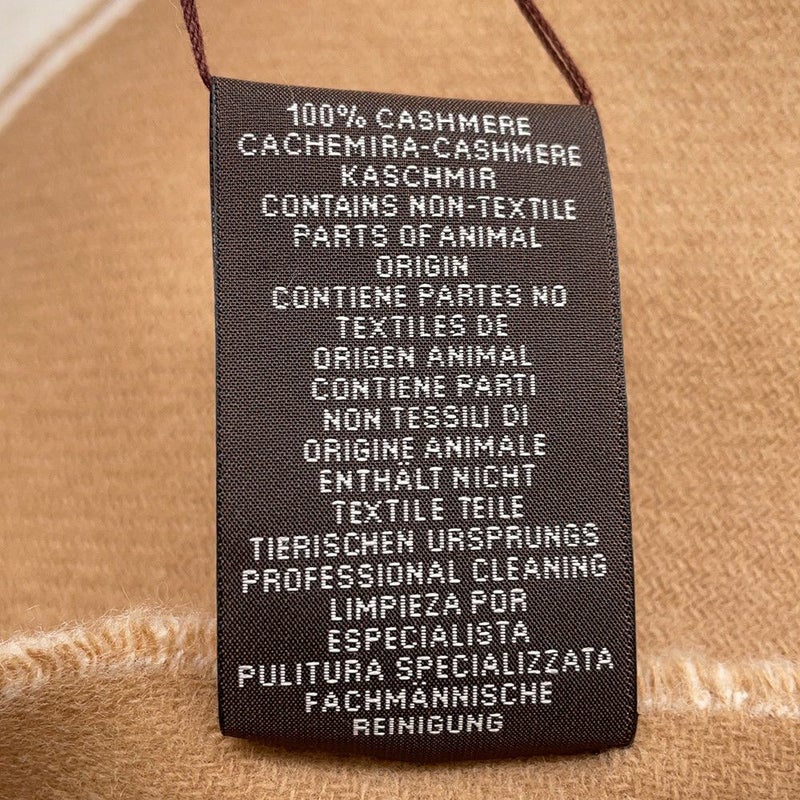 100% CASHMERE
CACHEMIRA-CASHMERE
KASCHMIR
CONTAINS NON-TEXTILE
PARTS OF ANIMAL
ORIGIN
CONTIENE PARTES NO
TEXTILES DE
ORIGEN ANIMAL
CONTIENE PARTI
NON TESSILI DI
ORIGINE ANIMALE
ENTHÄLT NICHT
TEXTILE TEILE
TIERISCHEN URSPRUNGS
PROFESSIONAL CLEANING
LIMPIEZA POR
ESPECIALISTA
PULITURA SPECIALIZZATA
FACHMÄNNISCHE
REINIGUNG